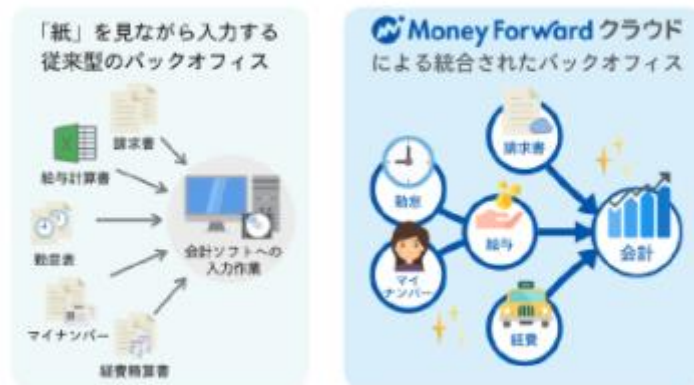 「紙」を見ながら入力する
従来型のバックオフィス
請求書
給与計算書
勤怠表
マイナンバー
経費精算書
会計ソフトへの
入力作業
Money Forward クラウド
による統合されたバックオフィス
請求書
勤怠
給与
マイ
ナンバー
経費
会計